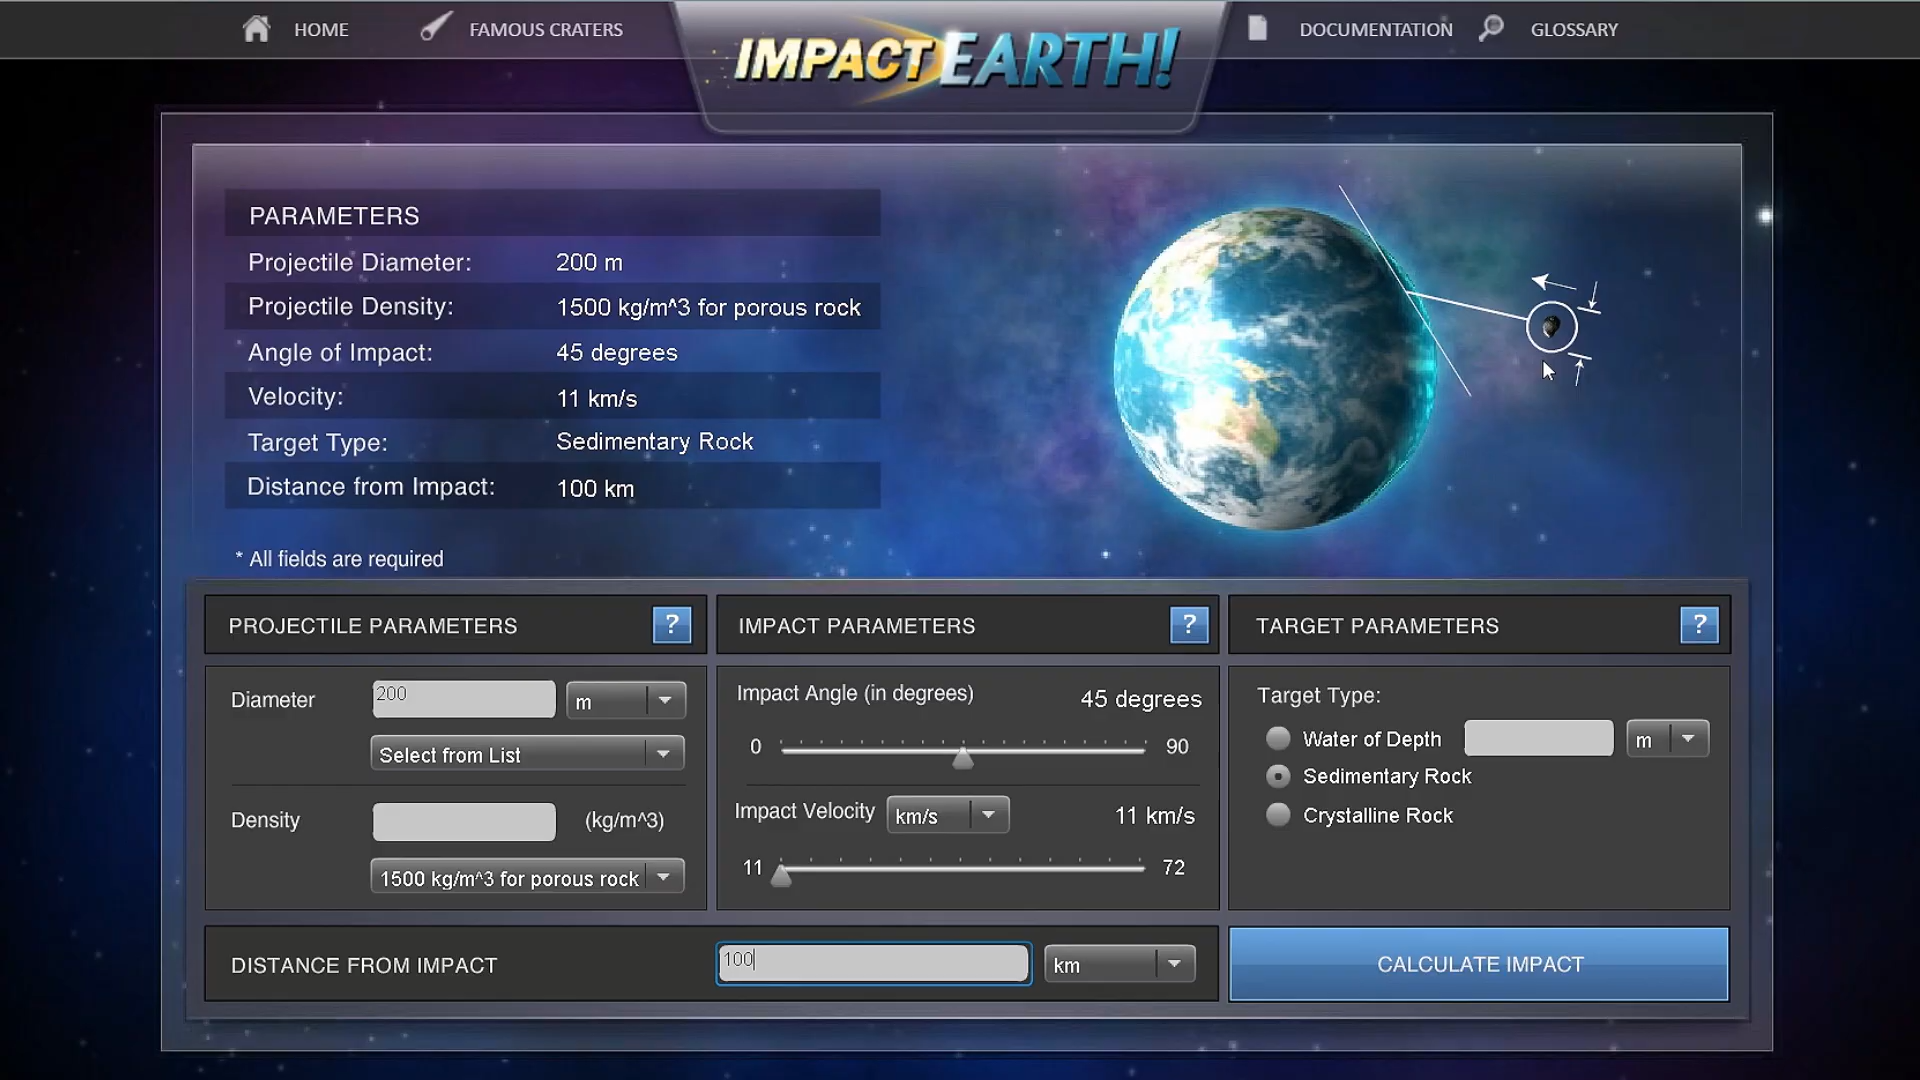 HOME
FAMOUS CRATERS
IMPACT EARTH!
DOCUMENTATION
GLOSSARY
PARAMETERS
Projectile Diameter: 200 m
Projectile Density: 1500 kg/m^3 for porous rock
Angle of Impact: 45 degrees
Velocity: 11 km/s
Target Type: Sedimentary Rock
Distance from Impact: 100 km
* All fields are required
PROJECTILE PARAMETERS ?
Diameter 200 m
Select from List
Density (kg/m^3)
1500 kg/m^3 for porous rock
IMPACT PARAMETERS ?
Impact Angle (in degrees) 45 degrees
0 90
Impact Velocity km/s 11 km/s
11 72
TARGET PARAMETERS ?
Target Type:
Water of Depth m
Sedimentary Rock
Crystalline Rock
DISTANCE FROM IMPACT 100 km
CALCULATE IMPACT